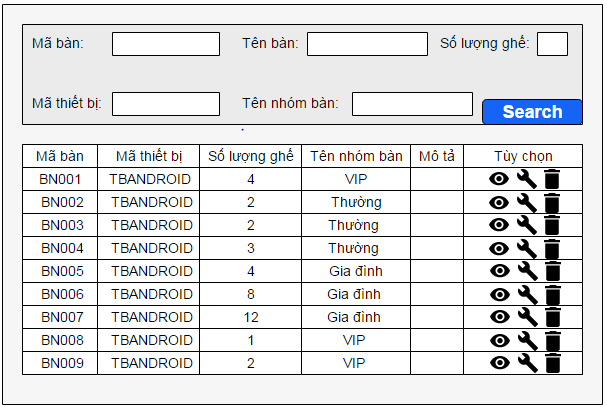 Mã bàn: Tên bàn: Số lượng ghế:
Mã thiết bị: Tên nhóm bàn: Search
Mã bàn Mã thiết bị Số lượng ghế Tên nhóm bàn Mô tả Tùy chọn
BN001 TBANDROID 4 VIP
BN002 TBANDROID 2 Thường
BN003 TBANDROID 2 Thường
BN004 TBANDROID 3 Thường
BN005 TBANDROID 4 Gia đình
BN006 TBANDROID 8 Gia đình
BN007 TBANDROID 12 Gia đình
BN008 TBANDROID 1 VIP
BN009 TBANDROID 2 VIP